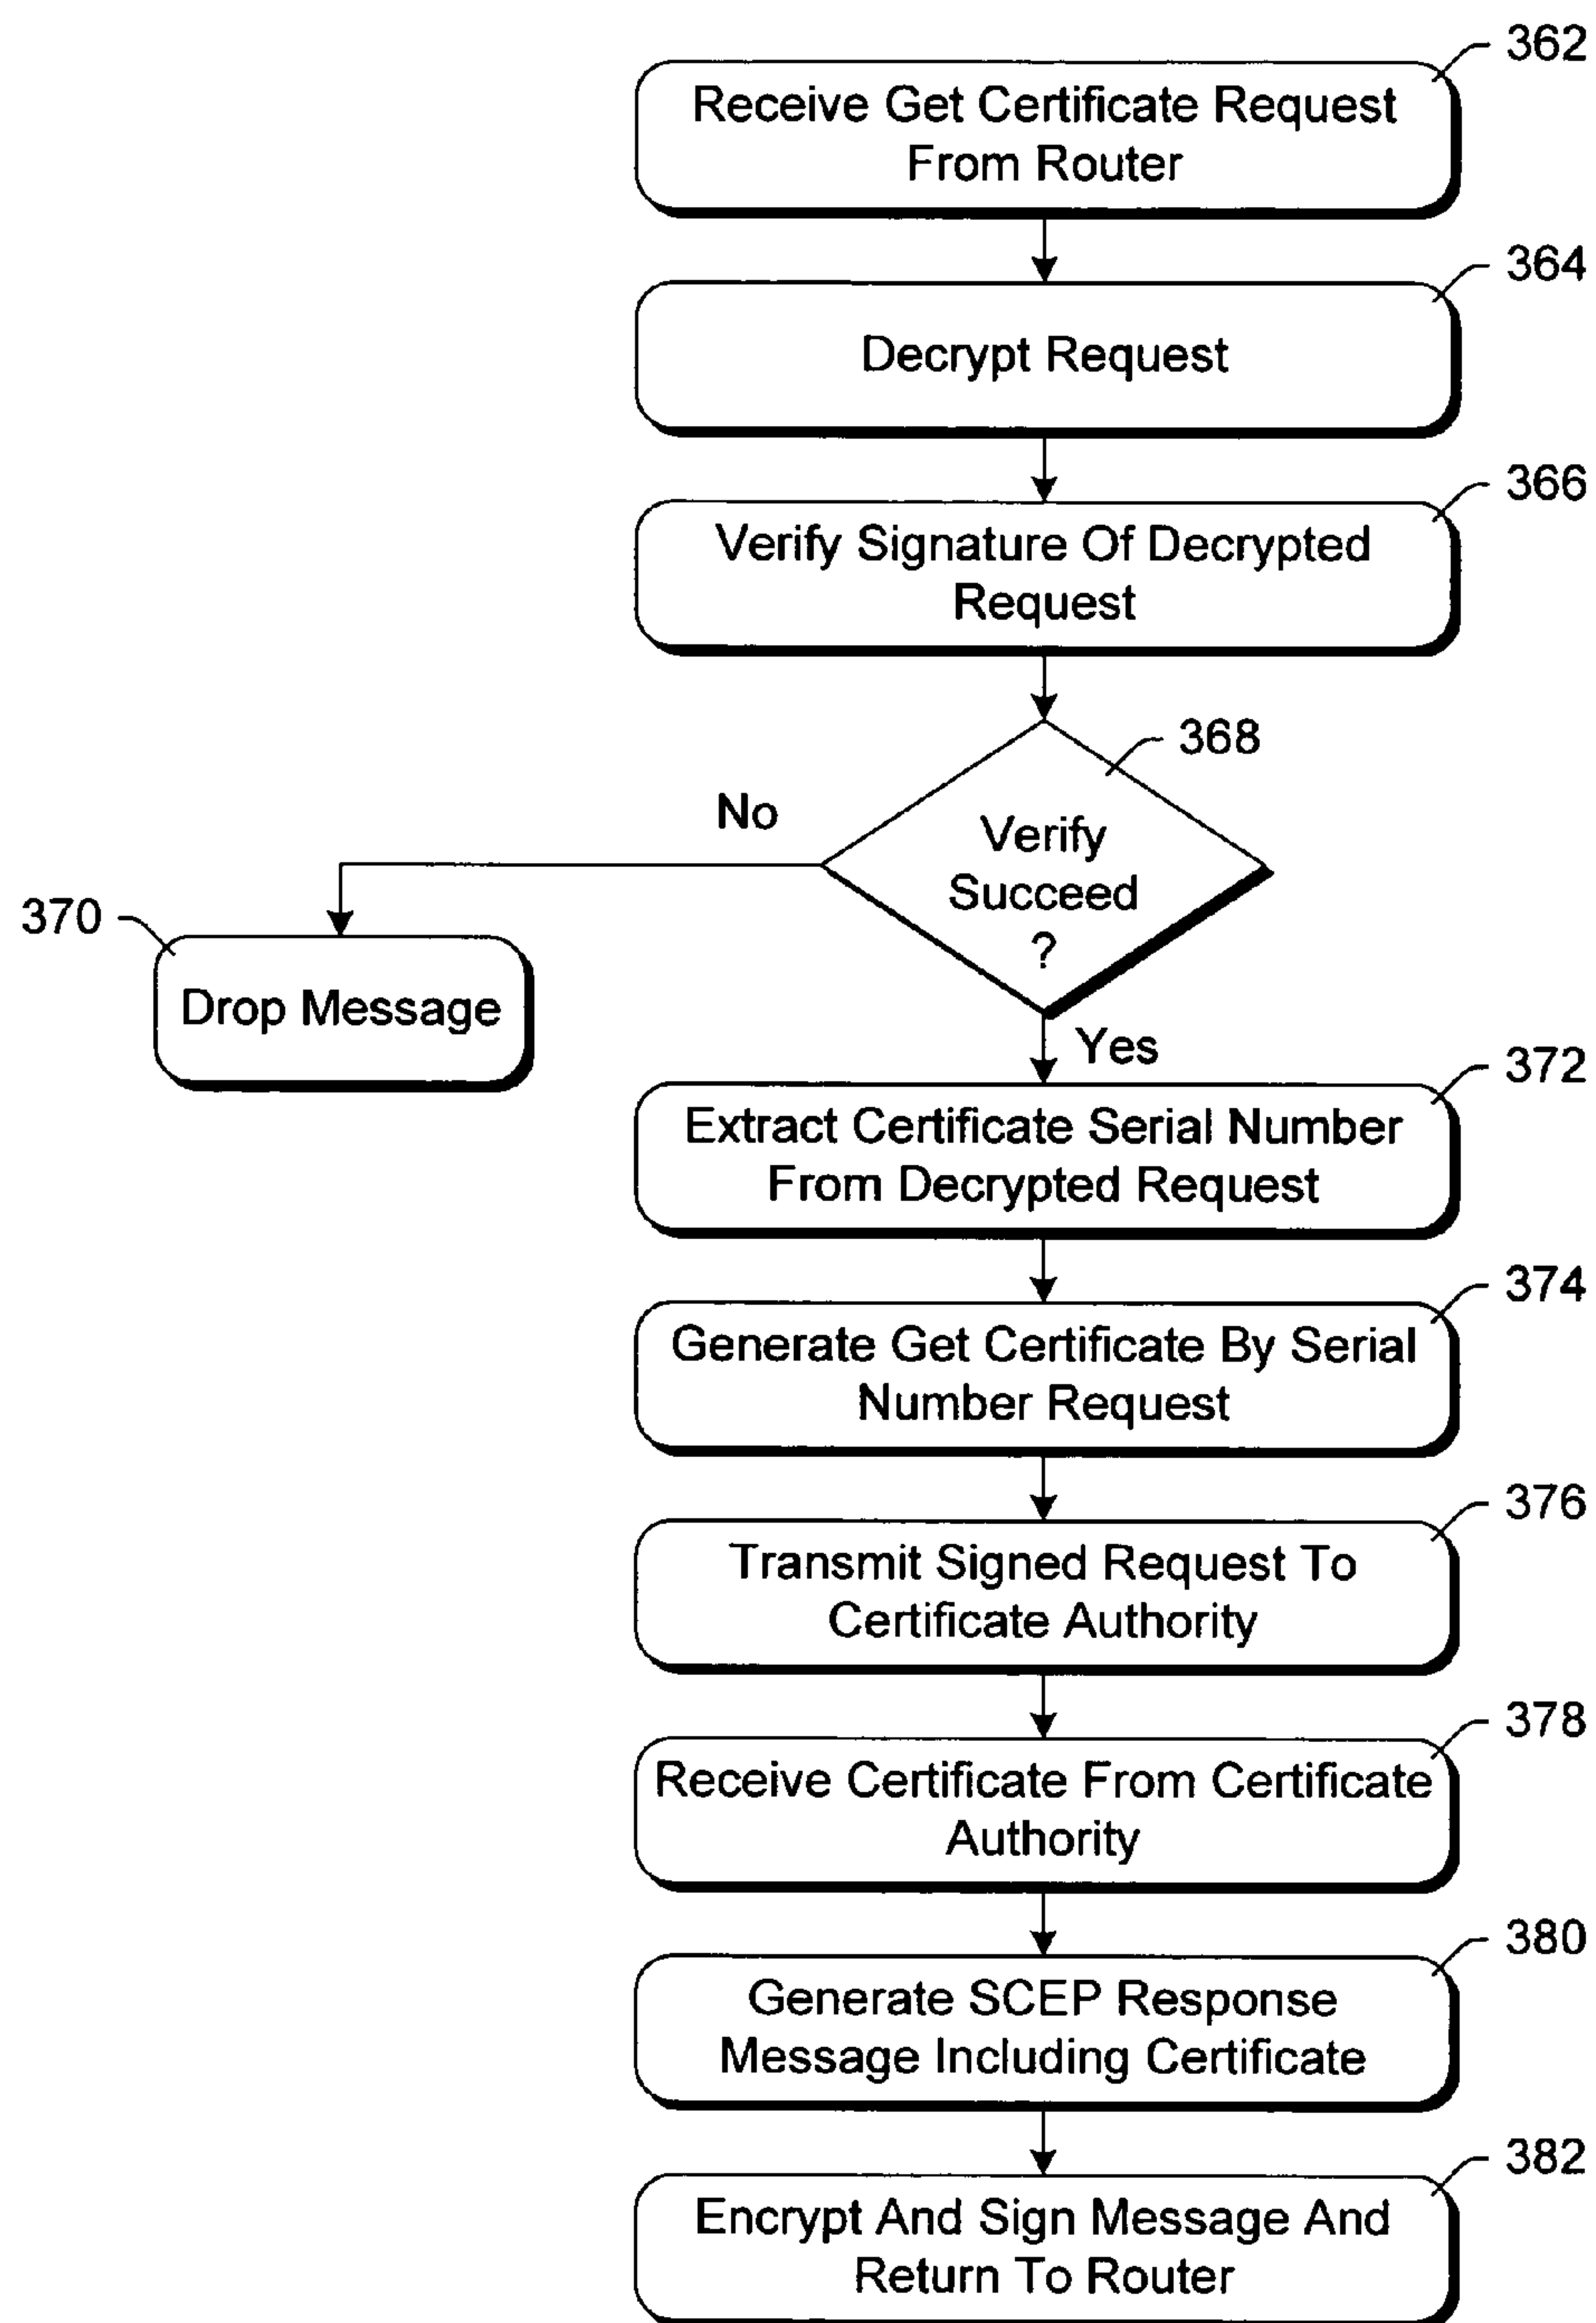 362
Receive Get Certificate Request
From Router
364
Decrypt Request
366
Verify Signature Of Decrypted
Request
368
Verify
Succeed
?
No
370
Drop Message
Yes
372
Extract Certificate Serial Number
From Decrypted Request
374
Generate Get Certificate By Serial
Number Request
376
Transmit Signed Request To
Certificate Authority
378
Receive Certificate From Certificate
Authority
380
Generate SCEP Response
Message Including Certificate
382
Encrypt And Sign Message And
Return To Router